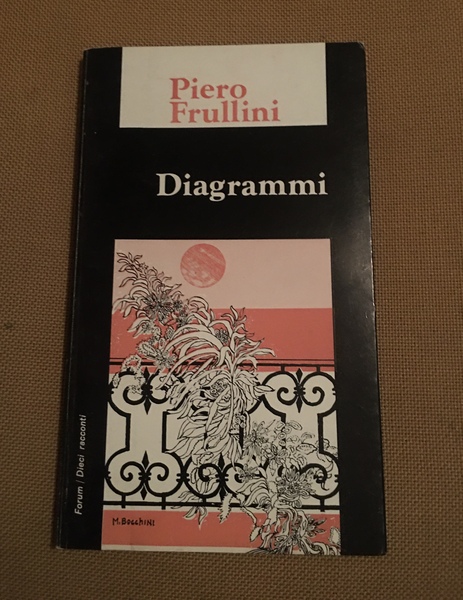 Piero
Frullini
Diagrammi
Forum / Dieci racconti
M. BOCCHINI